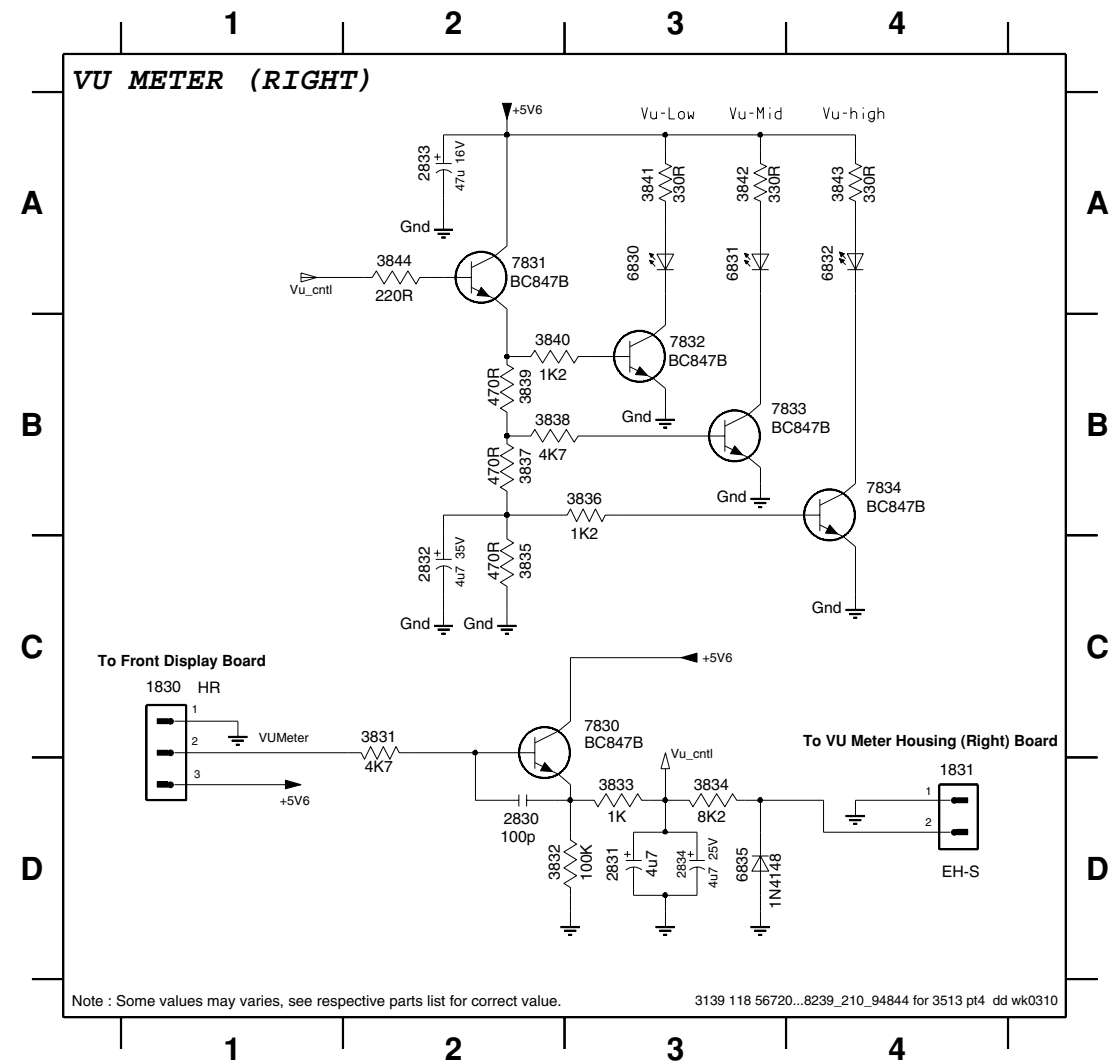 1 2 3 4
VU METER (RIGHT)
A A
+5V6
Vu-Low Vu-Mid Vu-high
2833
47u 16V
+
Gnd
3841
330R
3842
330R
3843
330R
6830
6831
6832
Vu_cntl
3844
220R
7831
BC847B
B B
3840
1K2
7832
BC847B
470R
3839
Gnd
3838
4K7
7833
BC847B
470R
3837
Gnd
3836
1K2
7834
BC847B
2832
4u7 35V
+
470R
3835
Gnd Gnd
Gnd
C C
To Front Display Board
1830 HR
1
2
3
VUMeter
+5V6
3831
4K7
+5V6
7830
BC847B
2830
100p
Vu_cntl
3833
1K
3834
8K2
3832
100K
2831
4u7
+
2834
4u7 25V
+
6835
1N4148
To VU Meter Housing (Right) Board
1831
1
2
EH-S
D D
Note : Some values may varies, see respective parts list for correct value.
3139 118 56720...8239_210_94844 for 3513 pt4 dd wk0310
1 2 3 4